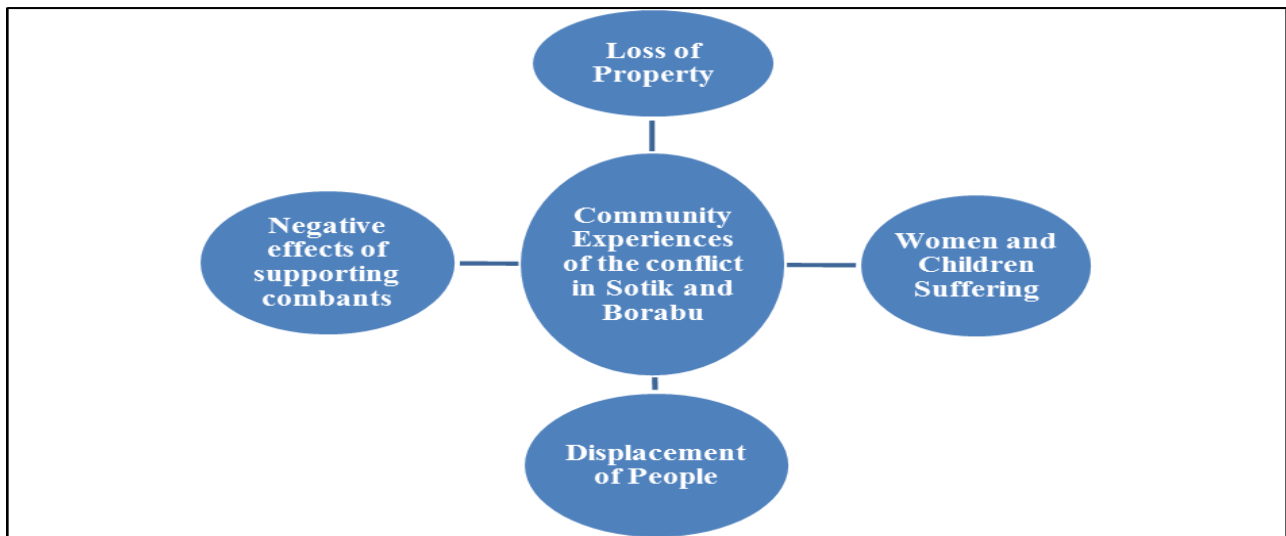 Loss of
Property
Negative
effects of
supporting
combants
Community
Experiences
of the conflict
in Sotik and
Borabu
Women and
Children
Suffering
Displacement
of People